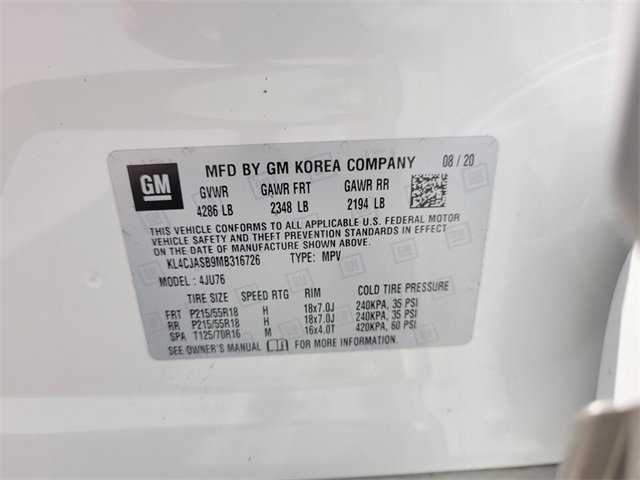 GM MFD BY GM KOREA COMPANY 08/20
GVWR GAWR FRT GAWR RR
4286 LB 2348 LB 2194 LB
THIS VEHICLE CONFORMS TO ALL APPLICABLE U.S. FEDERAL MOTOR
VEHICLE SAFETY AND THEFT PREVENTION STANDARDS IN EFFECT ON
THE DATE OF MANUFACTURE SHOWN ABOVE.
KL4CJASB9MB316726 TYPE: MPV
MODEL: 4JU76
TIRE SIZE SPEED RTG RIM COLD TIRE PRESSURE
FRT P215/55R18 H 18x7.0J 240KPA, 35 PSI
RR P215/55R18 H 18x7.0J 240KPA, 35 PSI
SPA T125/70R16 M 16x4.0T 420KPA, 60 PSI
SEE OWNER'S MANUAL FOR MORE INFORMATION.